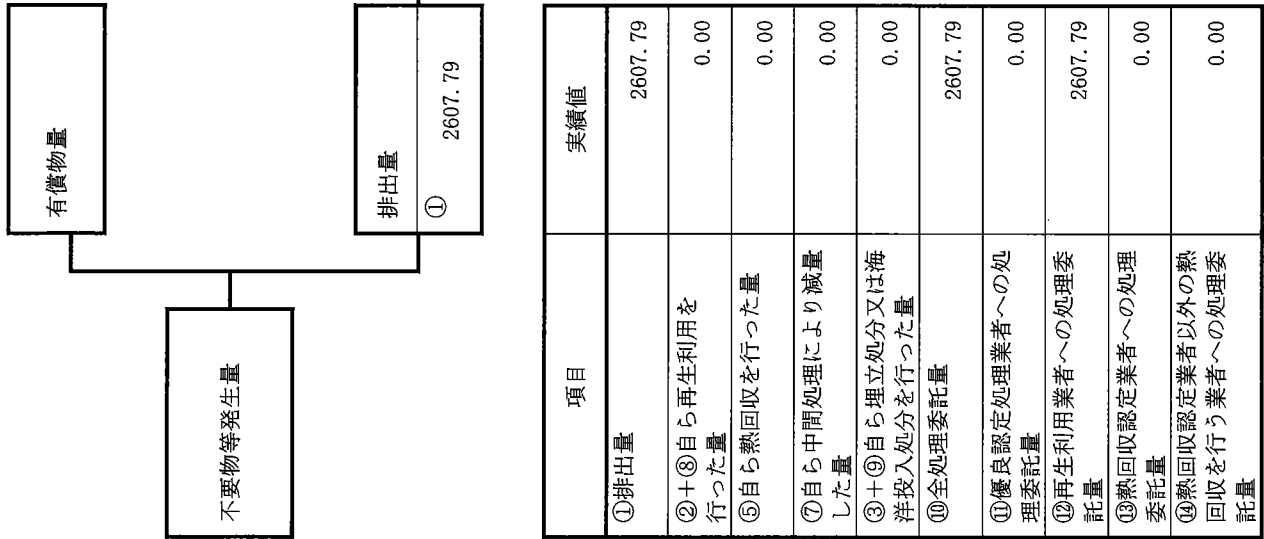 有償物量
不要物等発生量
排出量
①
2607.79
項目
実績値
①排出量
2607.79
②+⑧自ら再生利用を
行った量
0.00
⑤自ら熱回収を行った量
0.00
⑦自ら中間処理により減量
した量
0.00
③+⑨自ら埋立処分又は海
洋投入処分を行った量
0.00
⑩全処理委託量
2607.79
⑪優良認定処理業者への処
理委託量
0.00
⑫再生利用業者への処理委
託量
2607.79
⑬熱回収認定業者への処理
委託量
0.00
⑭熱回収認定業者以外の熱
回収を行う業者への処理委
託量
0.00